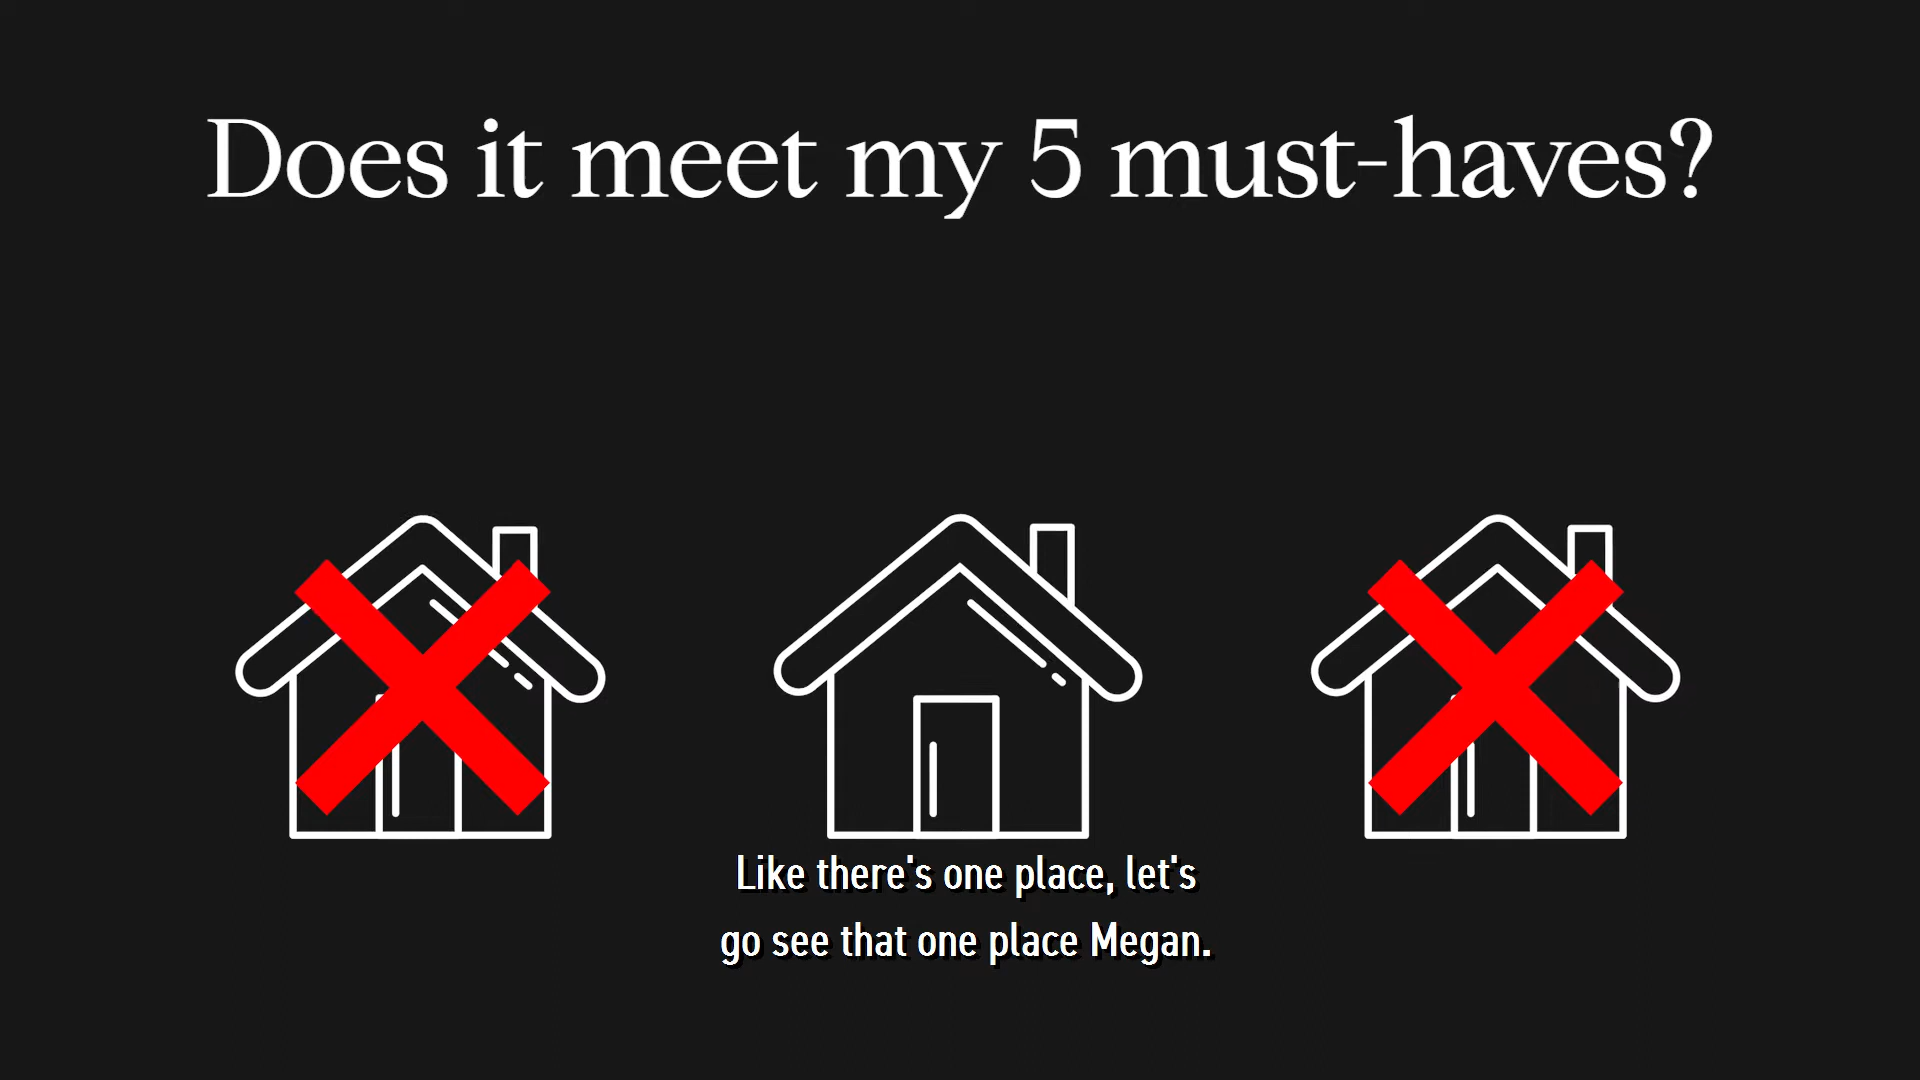 Does it meet my 5 must-haves?
Like there's one place, let's
go see that one place Megan.